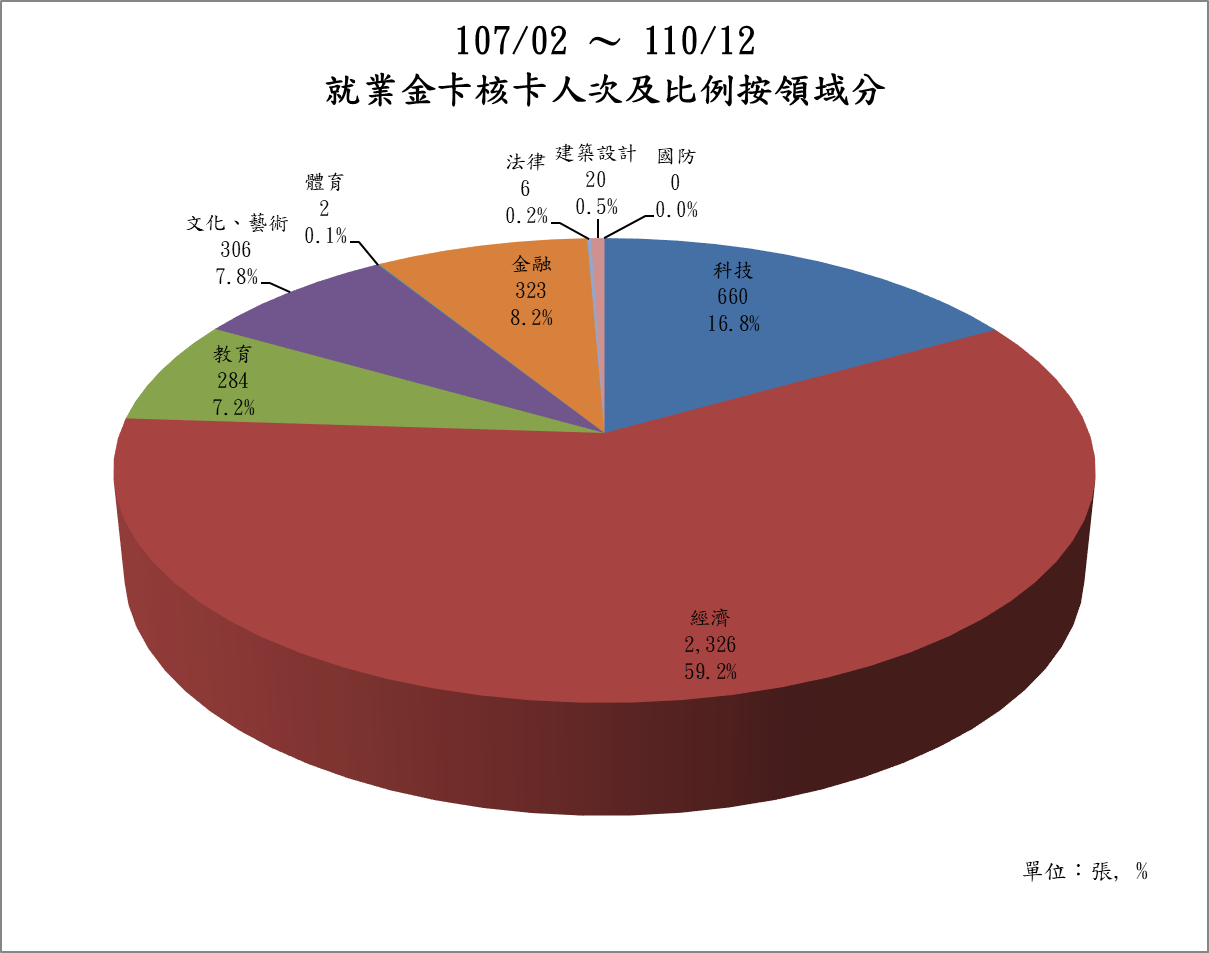 107/02 ～ 110/12
就業金卡核卡人次及比例按領域分
國防
0
0.0%
建築設計
20
0.5%
法律
6
0.2%
體育
2
0.1%
文化、藝術
306
7.8%
金融
323
8.2%
科技
660
16.8%
教育
284
7.2%
經濟
2,326
59.2%
單位：張, %